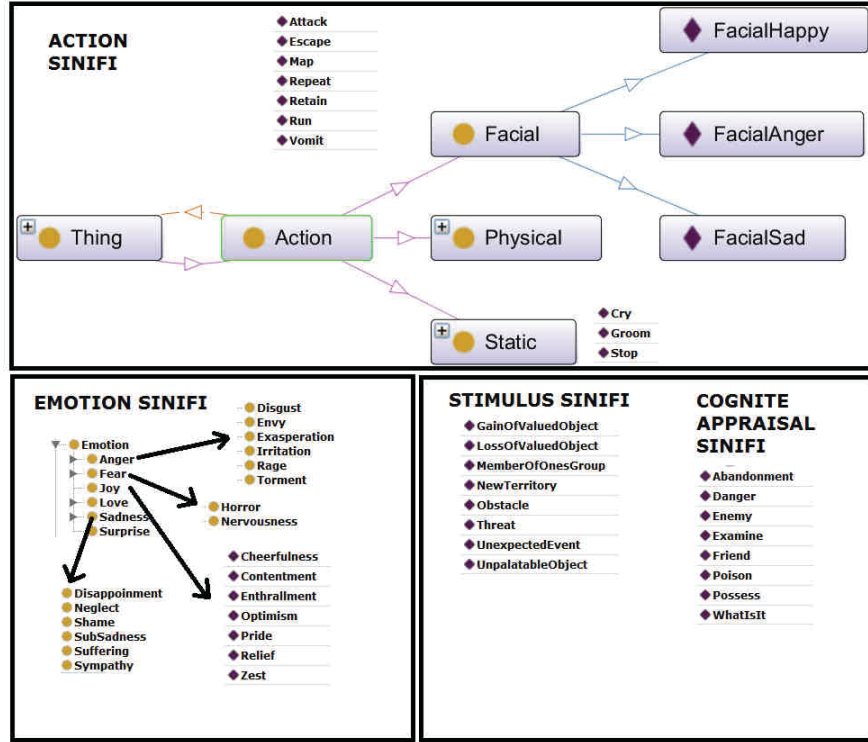 ACTION
SINIFI
Attack
Escape
Map
Repeat
Retain
Run
Vomit
FacialHappy
Facial
FacialAnger
Thing
Action
Physical
FacialSad
Static
Cry
Groom
Stop
EMOTION SINIFI
Emotion
Anger
Fear
Joy
Love
Sadness
Surprise
Disgust
Envy
Exasperation
Irritation
Rage
Torment
Horror
Nervousness
Cheerfulness
Contentment
Enthrallment
Optimism
Pride
Relief
Zest
Disappoinment
Neglect
Shame
SubSadness
Suffering
Sympathy
STIMULUS SINIFI
GainOfValuedObject
LossOfValuedObject
MemberOfOnesGroup
NewTerritory
Obstacle
Threat
UnexpectedEvent
UnpalatableObject
COGNITE
APPRAISAL
SINIFI
Abandonment
Danger
Enemy
Examine
Friend
Poison
Possess
WhatIsIt